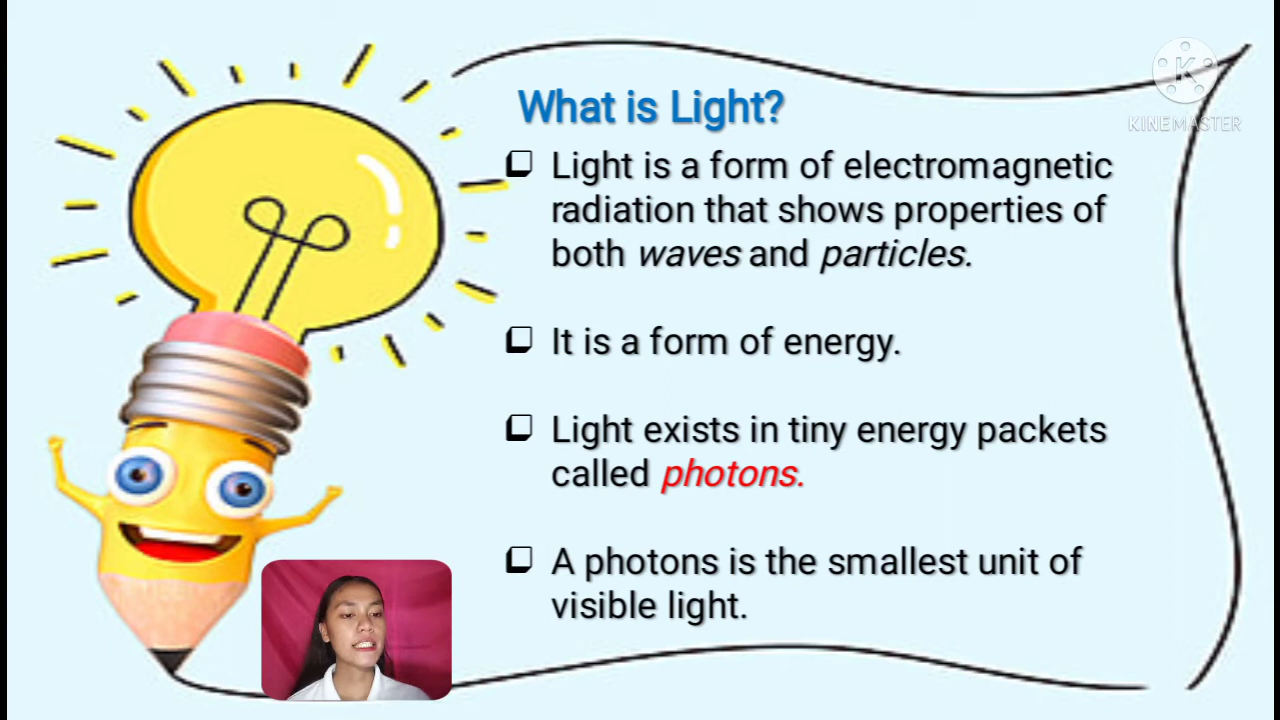 What is Light?
KINEMASTER
Light is a form of electromagnetic
radiation that shows properties of
both waves and particles.
It is a form of energy.
Light exists in tiny energy packets
called photons.
A photons is the smallest unit of
visible light.